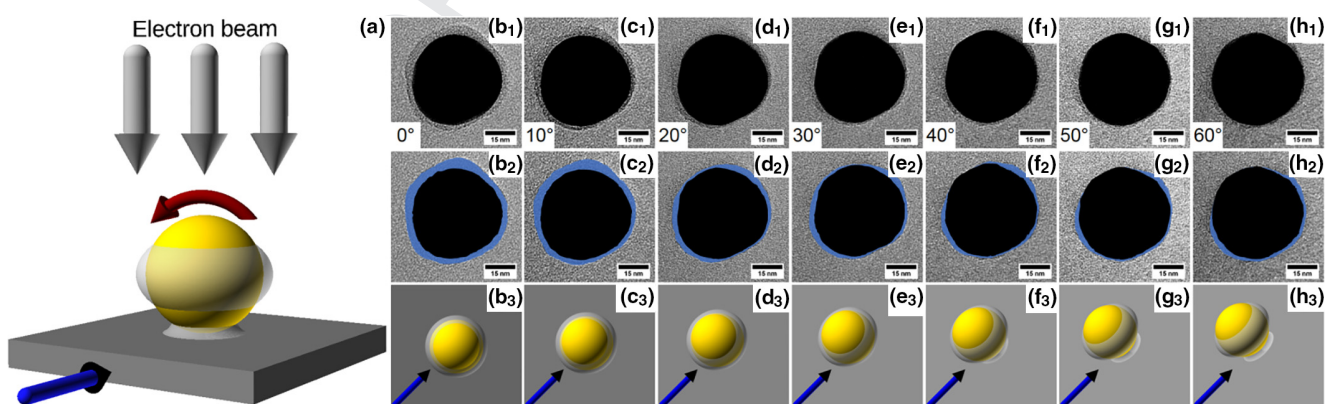 Electron beam
(a)
(b1) (c1) (d1) (e1) (f1) (g1) (h1)
0° 10° 20° 30° 40° 50° 60°
15 nm 15 nm 15 nm 15 nm 15 nm 15 nm 15 nm
(b2) (c2) (d2) (e2) (f2) (g2) (h2)
15 nm 15 nm 15 nm 15 nm 15 nm 15 nm 15 nm
(b3) (c3) (d3) (e3) (f3) (g3) (h3)